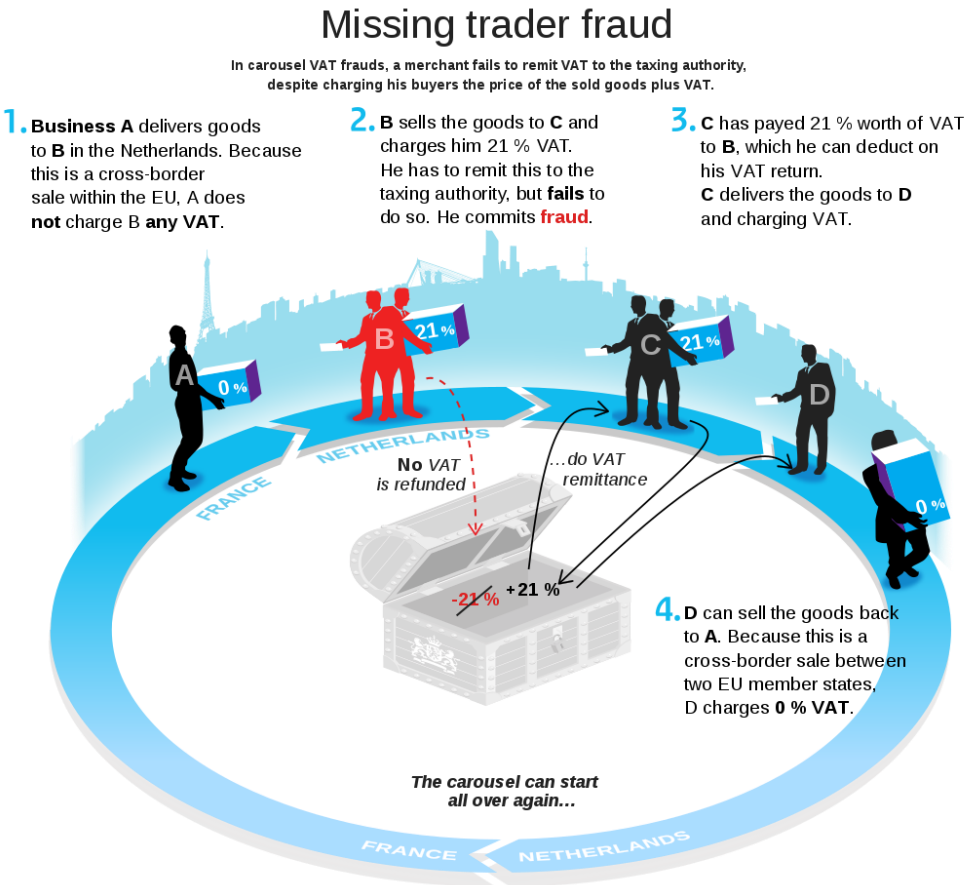 Missing trader fraud
In carousel VAT frauds, a merchant fails to remit VAT to the taxing authority,
despite charging his buyers the price of the sold goods plus VAT.
1. Business A delivers goods
to B in the Netherlands. Because
this is a cross-border
sale within the EU, A does
not charge B any VAT.
2. B sells the goods to C and
charges him 21 % VAT.
He has to remit this to the
taxing authority, but fails to
do so. He commits fraud.
3. C has payed 21 % worth of VAT
to B, which he can deduct on
his VAT return.
C delivers the goods to D
and charging VAT.
A
0 %
B
21 %
C
21 %
D
0 %
FRANCE
NETHERLANDS
No VAT
is refunded
...do VAT
remittance
-21 %
+21 %
4. D can sell the goods back
to A. Because this is a
cross-border sale between
two EU member states,
D charges 0 % VAT.
The carousel can start
all over again...
FRANCE
NETHERLANDS